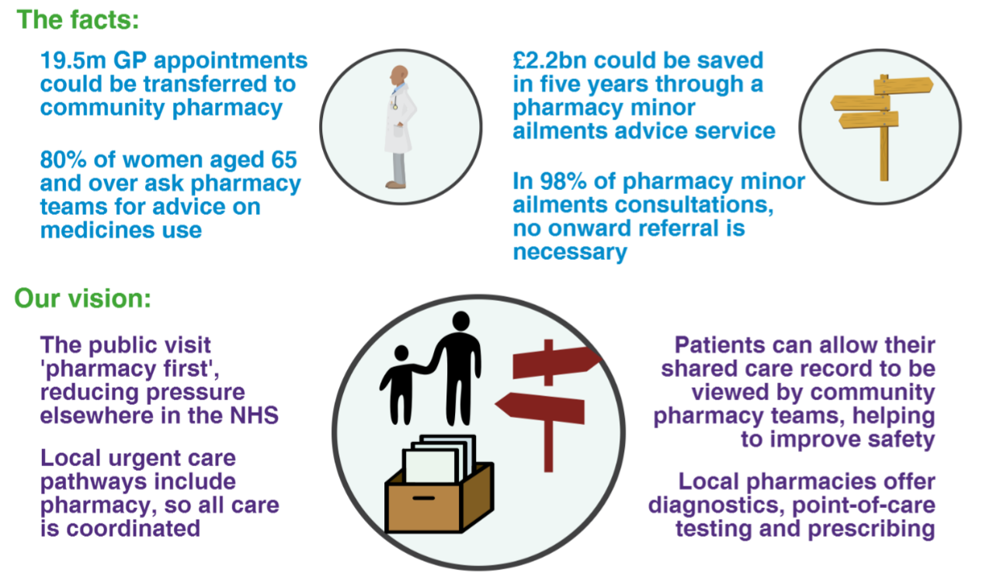 The facts:
19.5m GP appointments
could be transferred to
community pharmacy
80% of women aged 65
and over ask pharmacy
teams for advice on
medicines use
£2.2bn could be saved
in five years through a
pharmacy minor
ailments advice service
In 98% of pharmacy minor
ailments consultations,
no onward referral is
necessary
Our vision:
The public visit
'pharmacy first',
reducing pressure
elsewhere in the NHS
Local urgent care
pathways include
pharmacy, so all care
is coordinated
Patients can allow their
shared care record to be
viewed by community
pharmacy teams, helping
to improve safety
Local pharmacies offer
diagnostics, point-of-care
testing and prescribing